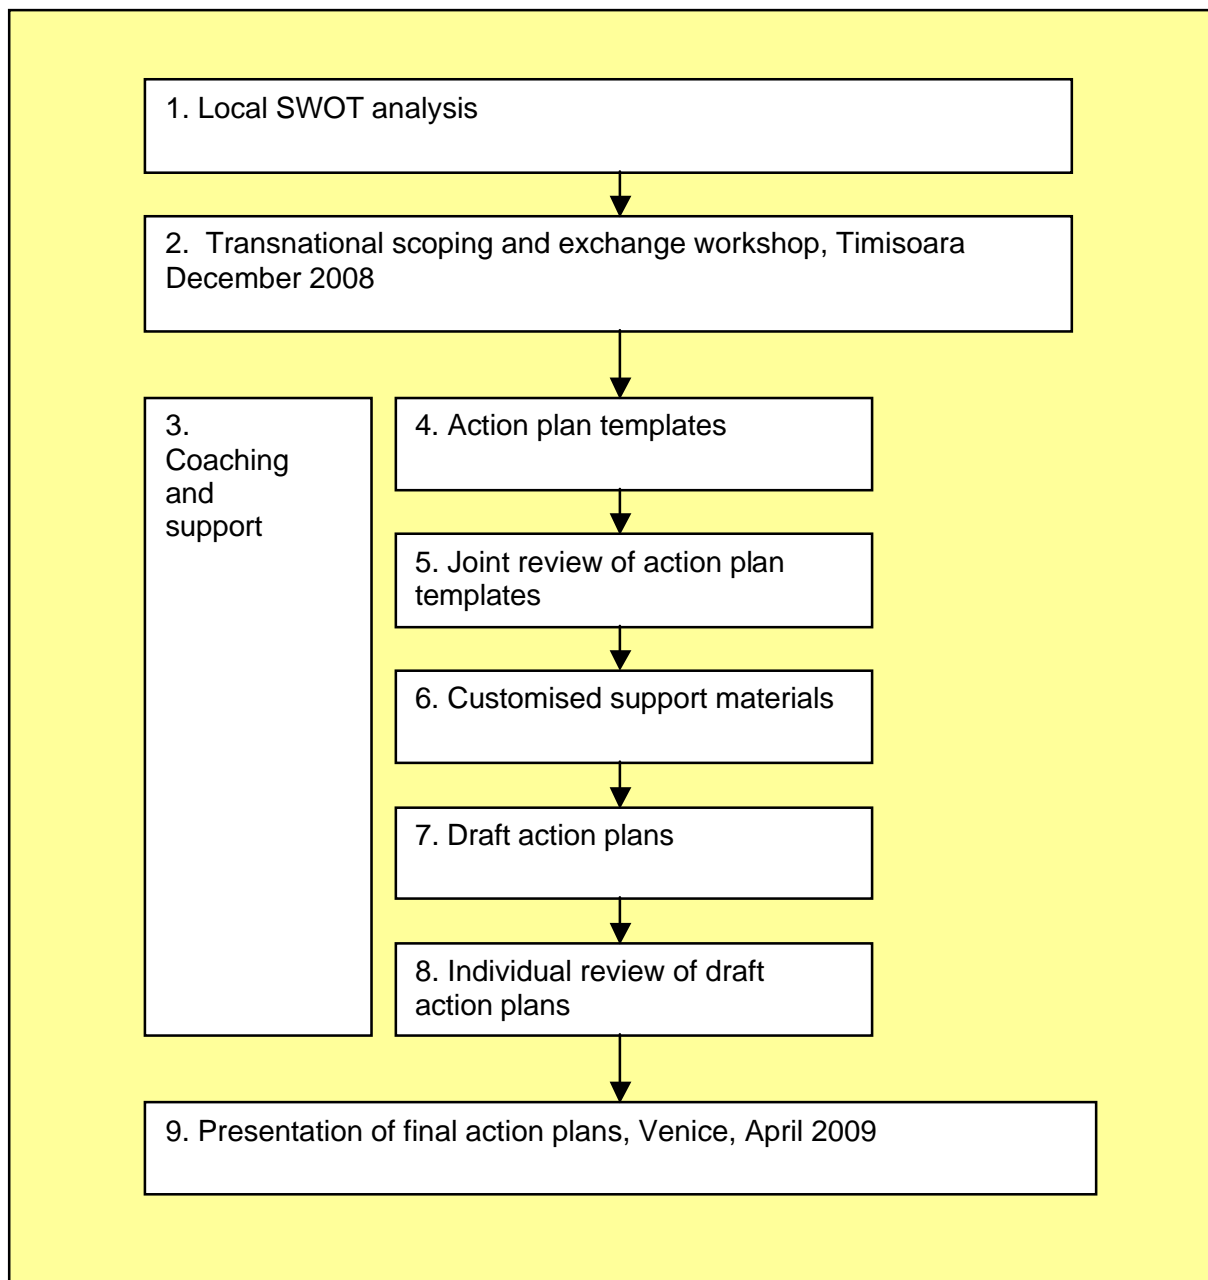 1. Local SWOT analysis
2.  Transnational scoping and exchange workshop, Timisoara
December 2008
3.
Coaching
and
support
4. Action plan templates
5. Joint review of action plan
templates
6. Customised support materials
7. Draft action plans
8. Individual review of draft
action plans
9. Presentation of final action plans, Venice, April 2009